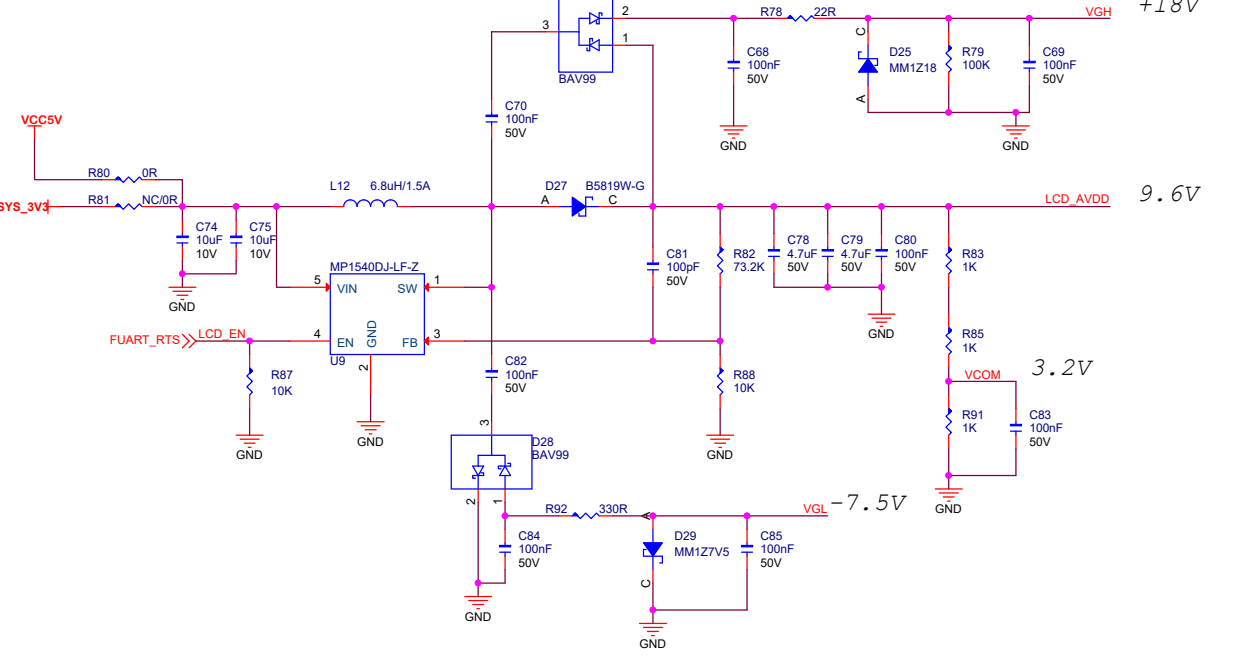 +18V
2
R78 22R
VGH
3
C
1
C68
100nF
50V
D25
MM1Z18
R79
100K
C69
100nF
50V
BAV99
A
C70
100nF
50V
GND
GND
VCC5V
R80 0R
L12 6.8uH/1.5A
D27 B5819W-G
A
C
LCD_AVDD
9.6V
SYS_3V3
R81 NC/0R
C74
10uF
10V
C75
10uF
10V
C81
100pF
50V
R82
73.2K
C78
4.7uF
50V
C79
4.7uF
50V
C80
100nF
50V
R83
1K
MP1540DJ-LF-Z
5
VIN
SW
1
GND
GND
FUART_RTS
LCD_EN
4
EN
GND
FB
3
U9
2
R85
1K
R87
10K
C82
100nF
50V
R88
10K
VCOM
3.2V
R91
1K
C83
100nF
50V
GND
GND
3
D28
BAV99
GND
GND
2
1
R92 330R
A
VGL
-7.5V
C84
100nF
50V
D29
MM1Z7V5
C85
100nF
50V
C
GND
GND